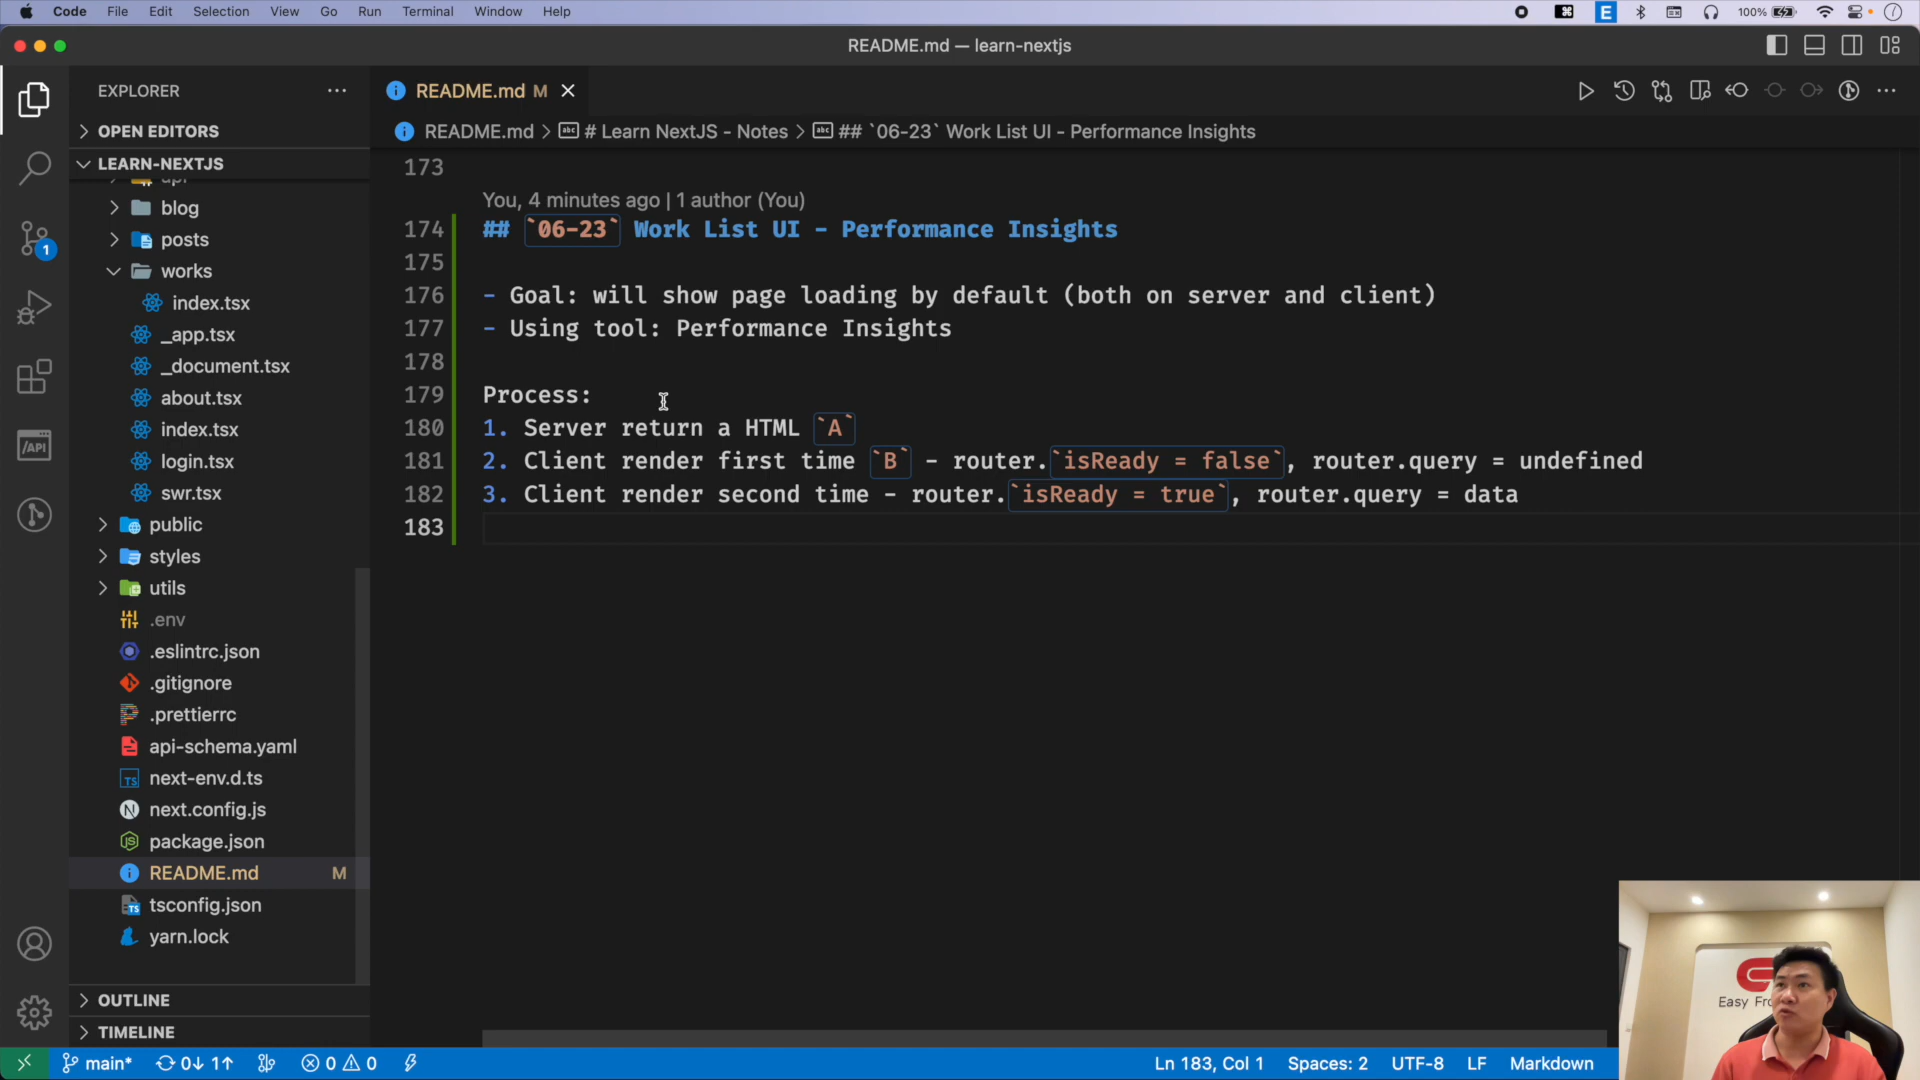 Code File Edit Selection View Go Run Terminal Window Help
E 100%
README.md — learn-nextjs
EXPLORER
README.md M
OPEN EDITORS
README.md > # Learn NextJS - Notes > ## `06-23` Work List UI - Performance Insights
LEARN-NEXTJS
blog
posts
works
index.tsx
_app.tsx
_document.tsx
about.tsx
index.tsx
login.tsx
swr.tsx
public
styles
utils
.env
.eslintrc.json
.gitignore
.prettierrc
api-schema.yaml
next-env.d.ts
next.config.js
package.json
README.md M
tsconfig.json
yarn.lock
OUTLINE
TIMELINE
1
/API
173
You, 4 minutes ago | 1 author (You)
174 ## `06-23` Work List UI - Performance Insights
175
176 - Goal: will show page loading by default (both on server and client)
177 - Using tool: Performance Insights
178
179 Process:
180 1. Server return a HTML `A`
181 2. Client render first time `B` - router.`isReady = false`, router.query = undefined
182 3. Client render second time - router.`isReady = true`, router.query = data
183
Easy
main* 0↓ 1↑ 0 0 Ln 183, Col 1 Spaces: 2 UTF-8 LF Markdown